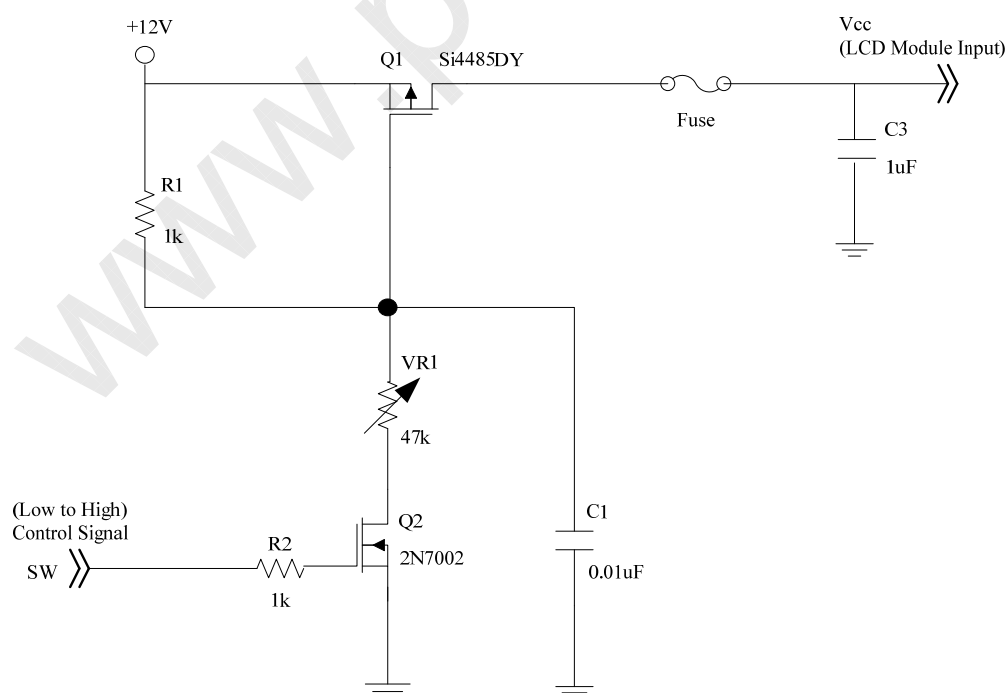 +12V
Q1
Si4485DY
Vcc
(LCD Module Input)
Fuse
C3
1uF
R1
1k
VR1
47k
(Low to High)
Control Signal
SW
R2
1k
Q2
2N7002
C1
0.01uF
www.p